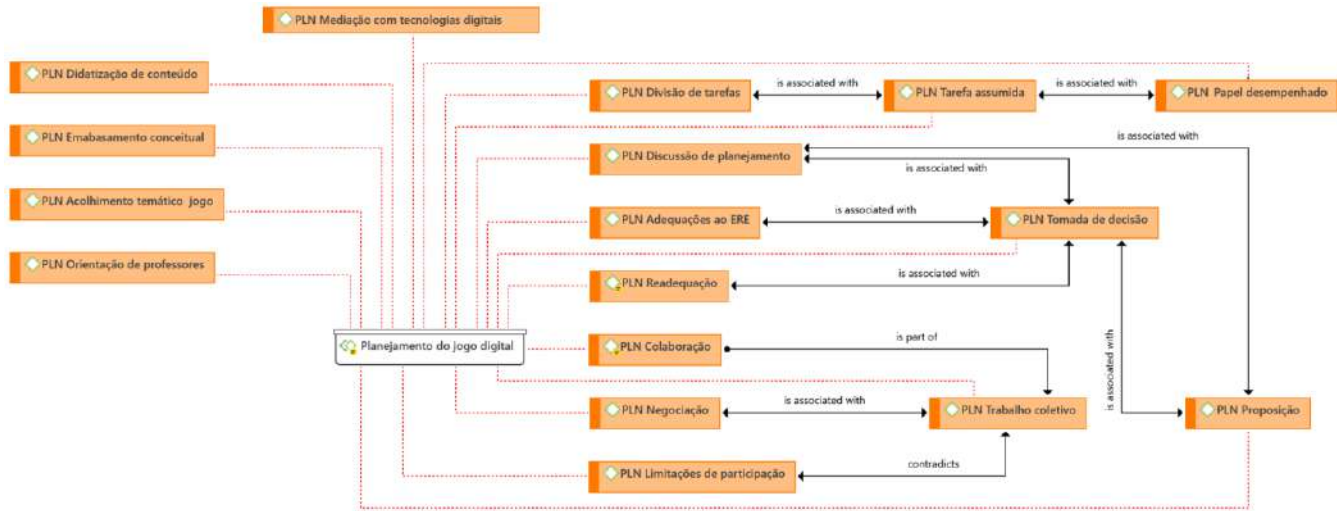 PLN Mediação com tecnologias digitais
PLN Didatização de conteúdo
PLN Emabasamento conceitual
PLN Acolhimento temático jogo
PLN Orientação de professores
PLN Divisão de tarefas
is associated with
PLN Tarefa assumida
is associated with
PLN Papel desempenhado
is associated with
PLN Discussão de planejamento
is associated with
PLN Adequações ao ERE
is associated with
PLN Tomada de decisão
is associated with
PLN Readequação
Planejamento do jogo digital
PLN Colaboração
is part of
is associated with
PLN Negociação
is associated with
PLN Trabalho coletivo
PLN Proposição
PLN Limitações de participação
contradicts